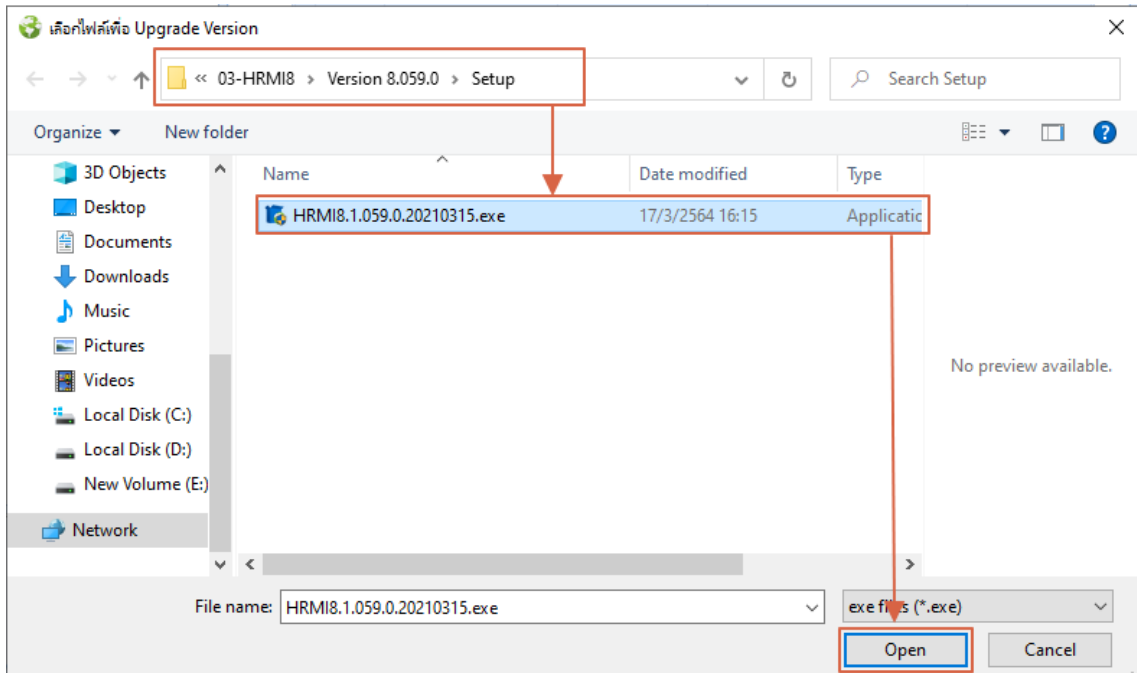 เลือกไฟล์เพื่อ Upgrade Version
« 03-HRMI8 > Version 8.059.0 > Setup
Search Setup
Organize
New folder
Name
Date modified
Type
3D Objects
Desktop
Documents
Downloads
Music
Pictures
Videos
Local Disk (C:)
Local Disk (D:)
New Volume (E:)
Network
HRMI8.1.059.0.20210315.exe
17/3/2564 16:15
Applicatic
No preview available.
File name:
HRMI8.1.059.0.20210315.exe
exe files (*.exe)
Open
Cancel